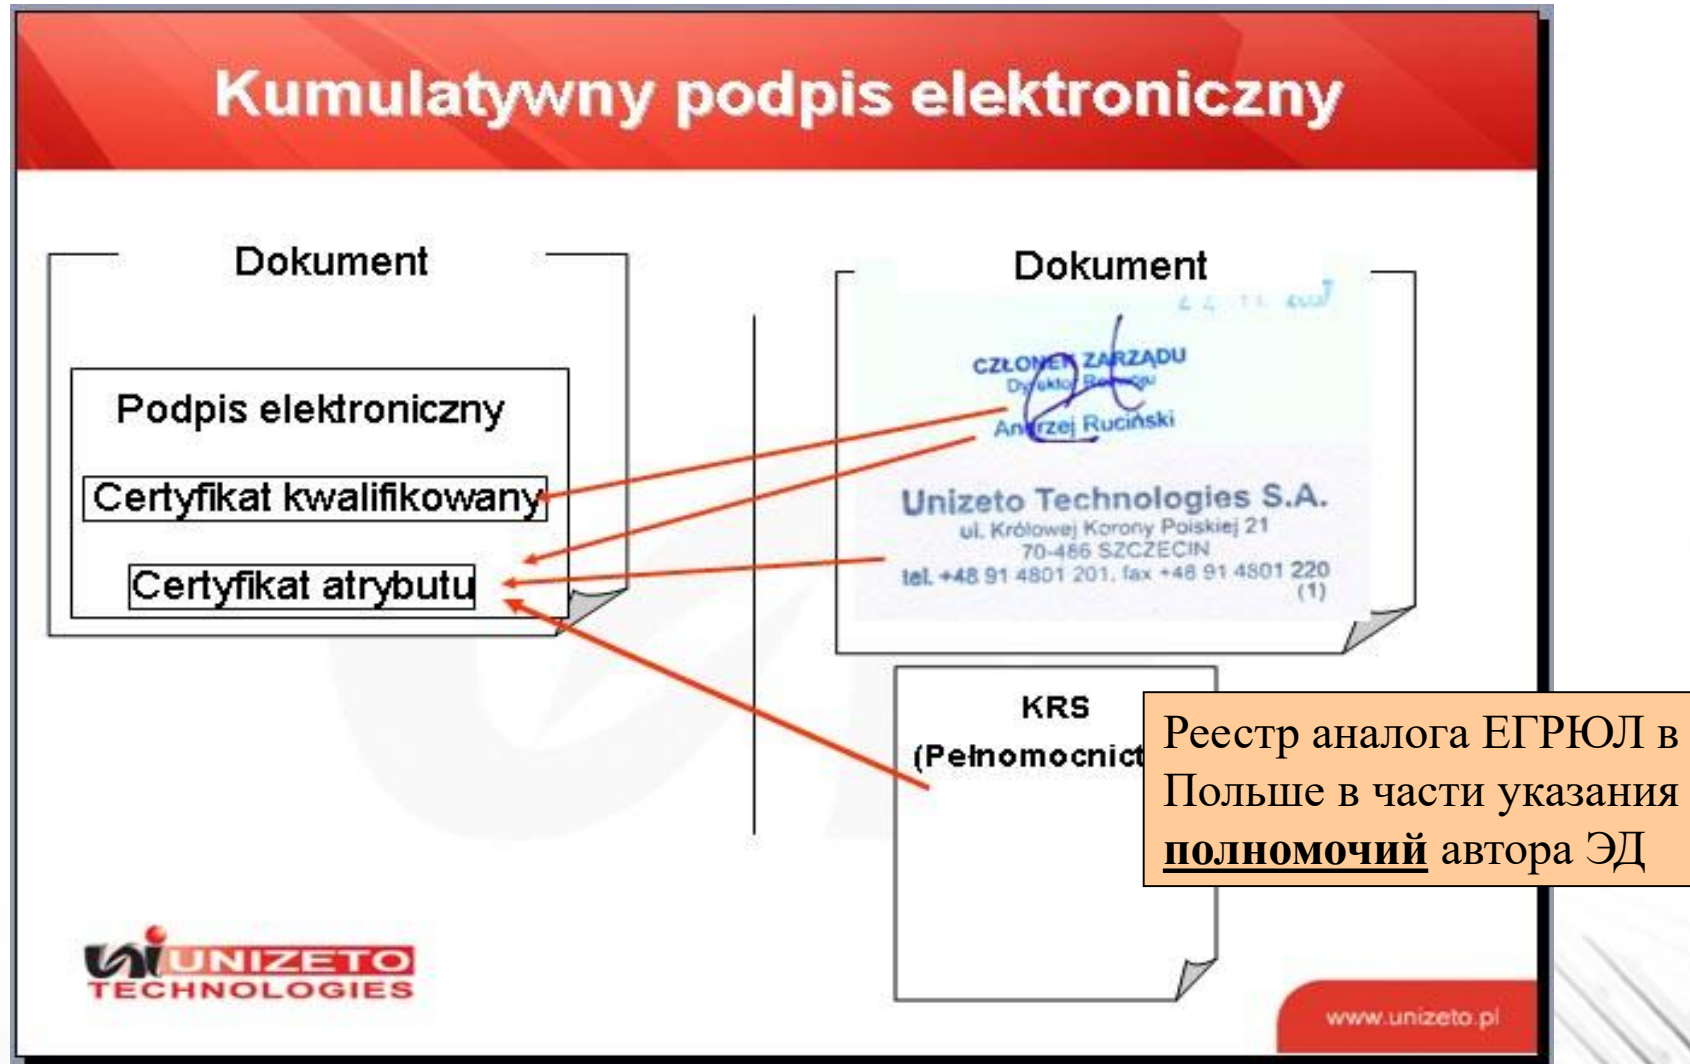 Kumulatywny podpis elektroniczny
Dokument
Podpis elektroniczny
Certyfikat kwalifikowany
Certyfikat atrybutu
Dokument
CZŁONEK ZARZĄDU
Dyrektor
Andrzej Ruciński
Unizeto Technologies S.A.
ul. Królowej Korony Polskiej 21
70-486 SZCZECIN
tel. +48 91 4801 201, fax +48 91 4801 220
(1)
KRS
(Pełnomocnict
Реестр аналога ЕГРЮЛ в
Польше в части указания
полномочий автора ЭД
UNIZETO
TECHNOLOGIES
www.unizeto.pl